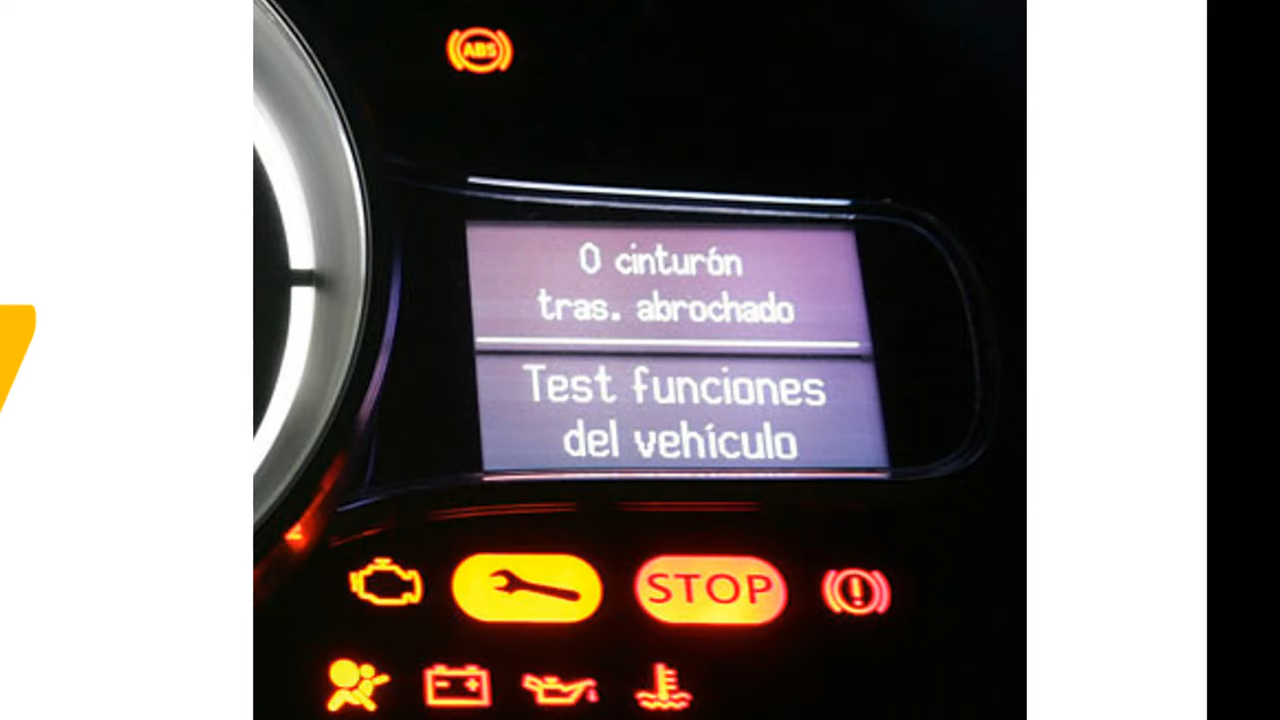 ABS
0 cinturón
tras. abrochado
Test funciones
del vehículo
STOP